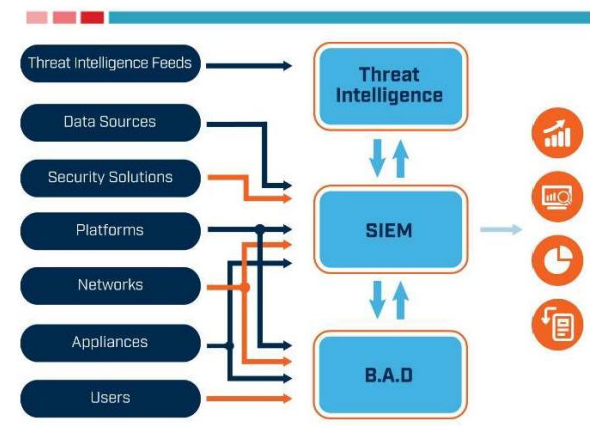 Threat Intelligence Feeds
Data Sources
Security Solutions
Platforms
Networks
Appliances
Users
Threat
Intelligence
SIEM
B.A.D